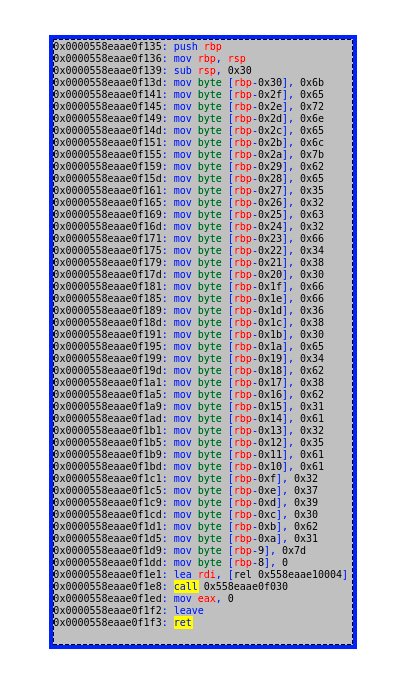 0x0000558eaae0f135: push rbp
0x0000558eaae0f136: mov rbp, rsp
0x0000558eaae0f139: sub rsp, 0x30
0x0000558eaae0f13d: mov byte [rbp-0x30], 0x6b
0x0000558eaae0f141: mov byte [rbp-0x2f], 0x65
0x0000558eaae0f145: mov byte [rbp-0x2e], 0x72
0x0000558eaae0f149: mov byte [rbp-0x2d], 0x6e
0x0000558eaae0f14d: mov byte [rbp-0x2c], 0x65
0x0000558eaae0f151: mov byte [rbp-0x2b], 0x6c
0x0000558eaae0f155: mov byte [rbp-0x2a], 0x7b
0x0000558eaae0f159: mov byte [rbp-0x29], 0x62
0x0000558eaae0f15d: mov byte [rbp-0x28], 0x65
0x0000558eaae0f161: mov byte [rbp-0x27], 0x35
0x0000558eaae0f165: mov byte [rbp-0x26], 0x32
0x0000558eaae0f169: mov byte [rbp-0x25], 0x63
0x0000558eaae0f16d: mov byte [rbp-0x24], 0x32
0x0000558eaae0f171: mov byte [rbp-0x23], 0x66
0x0000558eaae0f175: mov byte [rbp-0x22], 0x34
0x0000558eaae0f179: mov byte [rbp-0x21], 0x38
0x0000558eaae0f17d: mov byte [rbp-0x20], 0x30
0x0000558eaae0f181: mov byte [rbp-0x1f], 0x66
0x0000558eaae0f185: mov byte [rbp-0x1e], 0x66
0x0000558eaae0f189: mov byte [rbp-0x1d], 0x36
0x0000558eaae0f18d: mov byte [rbp-0x1c], 0x38
0x0000558eaae0f191: mov byte [rbp-0x1b], 0x30
0x0000558eaae0f195: mov byte [rbp-0x1a], 0x65
0x0000558eaae0f199: mov byte [rbp-0x19], 0x34
0x0000558eaae0f19d: mov byte [rbp-0x18], 0x62
0x0000558eaae0f1a1: mov byte [rbp-0x17], 0x38
0x0000558eaae0f1a5: mov byte [rbp-0x16], 0x62
0x0000558eaae0f1a9: mov byte [rbp-0x15], 0x31
0x0000558eaae0f1ad: mov byte [rbp-0x14], 0x61
0x0000558eaae0f1b1: mov byte [rbp-0x13], 0x32
0x0000558eaae0f1b5: mov byte [rbp-0x12], 0x35
0x0000558eaae0f1b9: mov byte [rbp-0x11], 0x61
0x0000558eaae0f1bd: mov byte [rbp-0x10], 0x61
0x0000558eaae0f1c1: mov byte [rbp-0xf], 0x32
0x0000558eaae0f1c5: mov byte [rbp-0xe], 0x37
0x0000558eaae0f1c9: mov byte [rbp-0xd], 0x39
0x0000558eaae0f1cd: mov byte [rbp-0xc], 0x30
0x0000558eaae0f1d1: mov byte [rbp-0xb], 0x62
0x0000558eaae0f1d5: mov byte [rbp-0xa], 0x31
0x0000558eaae0f1d9: mov byte [rbp-9], 0x7d
0x0000558eaae0f1dd: mov byte [rbp-8], 0
0x0000558eaae0f1e1: lea rdi, [rel 0x558eaae10004]
0x0000558eaae0f1e8: call 0x558eaae0f030
0x0000558eaae0f1ed: mov eax, 0
0x0000558eaae0f1f2: leave
0x0000558eaae0f1f3: ret